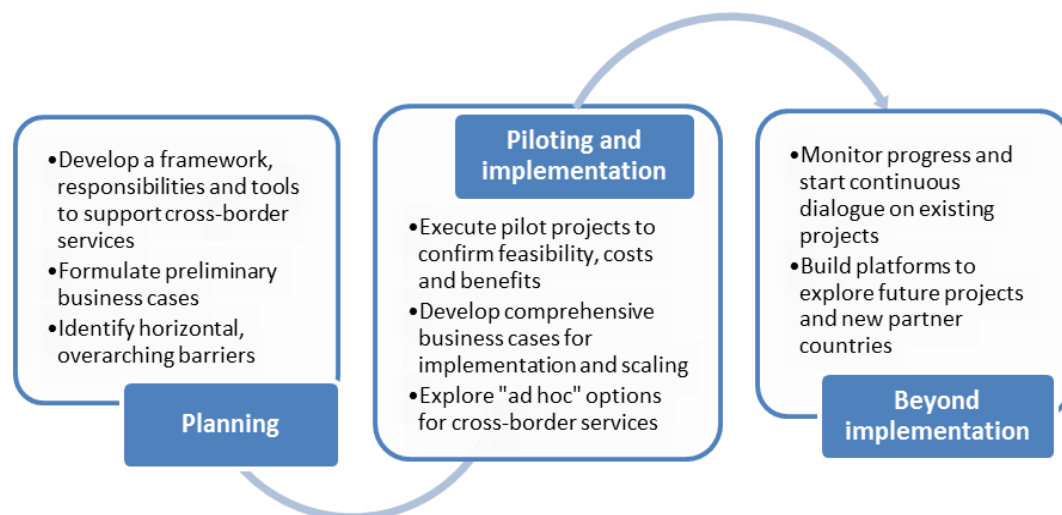 •Develop a framework,
responsibilities and tools
to support cross-border
services
•Formulate preliminary
business cases
•Identify horizontal,
overarching barriers
Planning
Piloting and
implementation
•Execute pilot projects to
confirm feasibility, costs
and benefits
•Develop comprehensive
business cases for
implementation and scaling
•Explore "ad hoc" options
for cross-border services
•Monitor progress and
start continuous
dialogue on existing
projects
•Build platforms to
explore future projects
and new partner
countries
Beyond
implementation